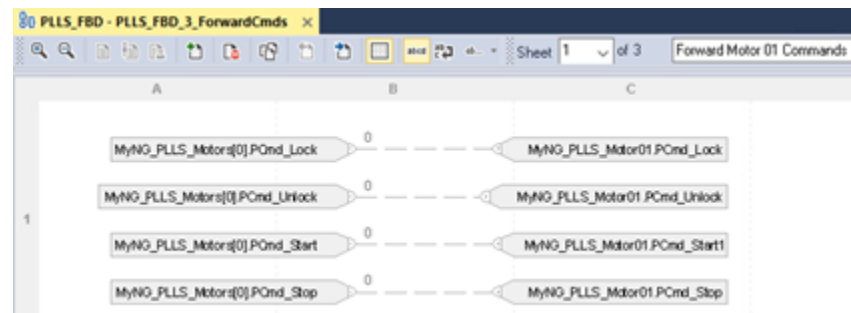 PLLS_FBD - PLLS_FBD_3_ForwardCmds ×
Sheet 1 of 3 Forward Motor 01 Commands
A B C
1
MyNG_PLLS_Motors[0].PCmd_Lock 0 MyNG_PLLS_Motor01.PCmd_Lock
MyNG_PLLS_Motors[0].PCmd_Unlock 0 MyNG_PLLS_Motor01.PCmd_Unlock
MyNG_PLLS_Motors[0].PCmd_Start 0 MyNG_PLLS_Motor01.PCmd_Start1
MyNG_PLLS_Motors[0].PCmd_Stop 0 MyNG_PLLS_Motor01.PCmd_Stop